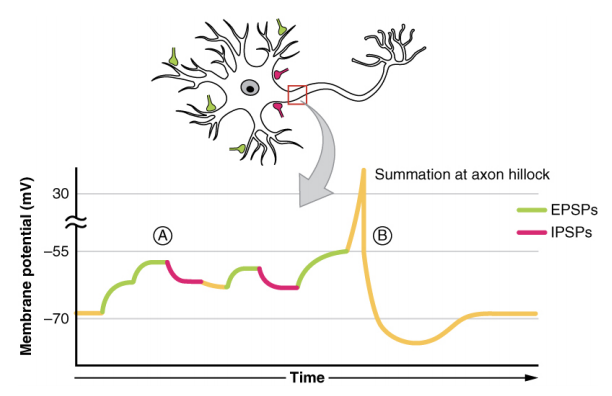 Summation at axon hillock
Membrane potential (mV)
30
EPSPs
IPSPs
A
B
–55
–70
Time